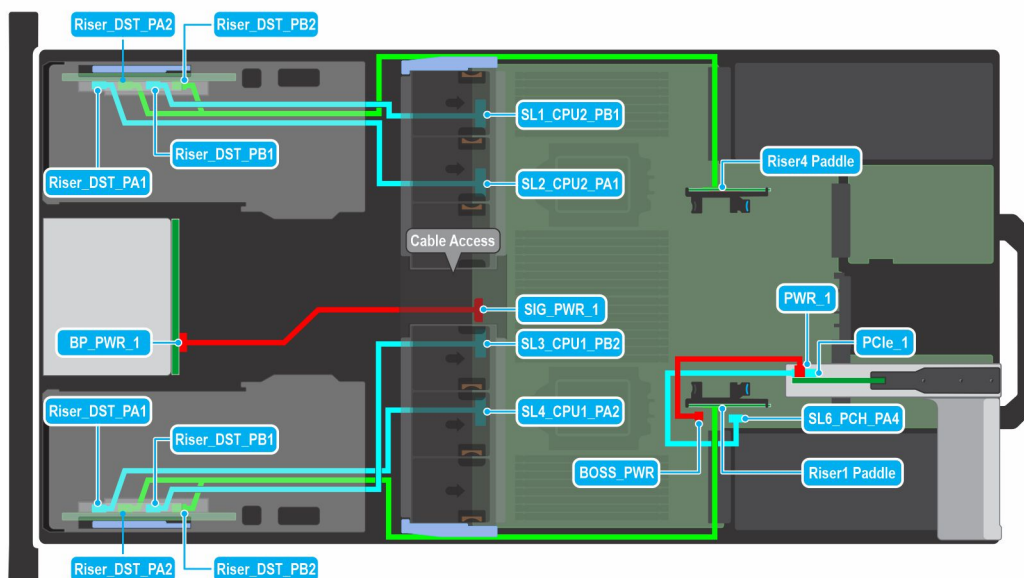 Riser_DST_PA2
Riser_DST_PB2
Riser_DST_PB1
Riser_DST_PA1
SL1_CPU2_PB1
SL2_CPU2_PA1
Riser4 Paddle
Cable Access
SIG_PWR_1
PWR_1
BP_PWR_1
SL3_CPU1_PB2
PCIe_1
Riser_DST_PA1
SL4_CPU1_PA2
SL6_PCH_PA4
Riser_DST_PB1
BOSS_PWR
Riser1 Paddle
Riser_DST_PA2
Riser_DST_PB2